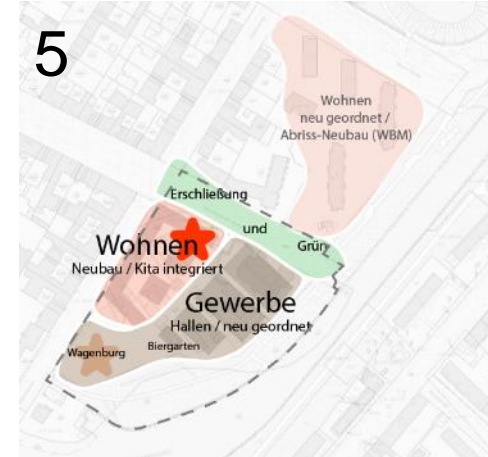 5
Wohnen
neu geordnet /
Abriss-Neubau (WBM)
Erschließung
und
Grün
Wohnen
Neubau / Kita integriert
Gewerbe
Hallen / neu geordnet
Wagenburg
Biergarten